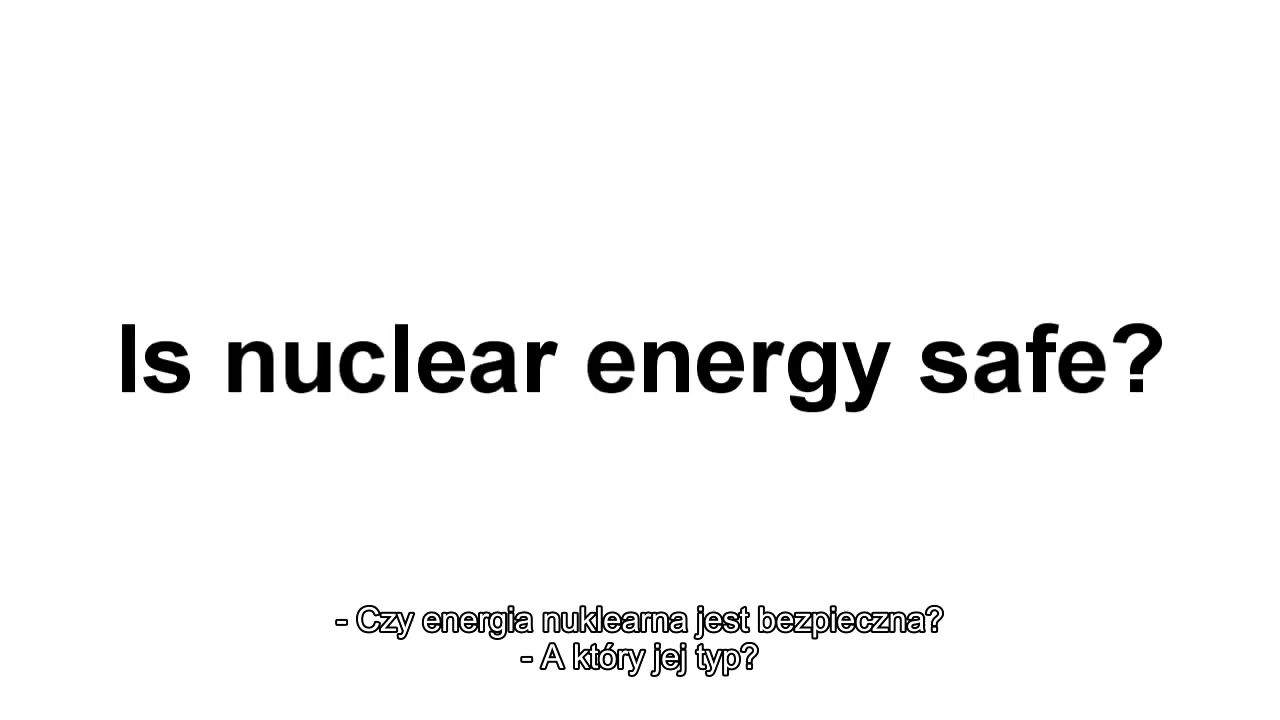 Is nuclear energy safe?
- Czy energia nuklearna jest bezpieczna?
- A który jej typ?